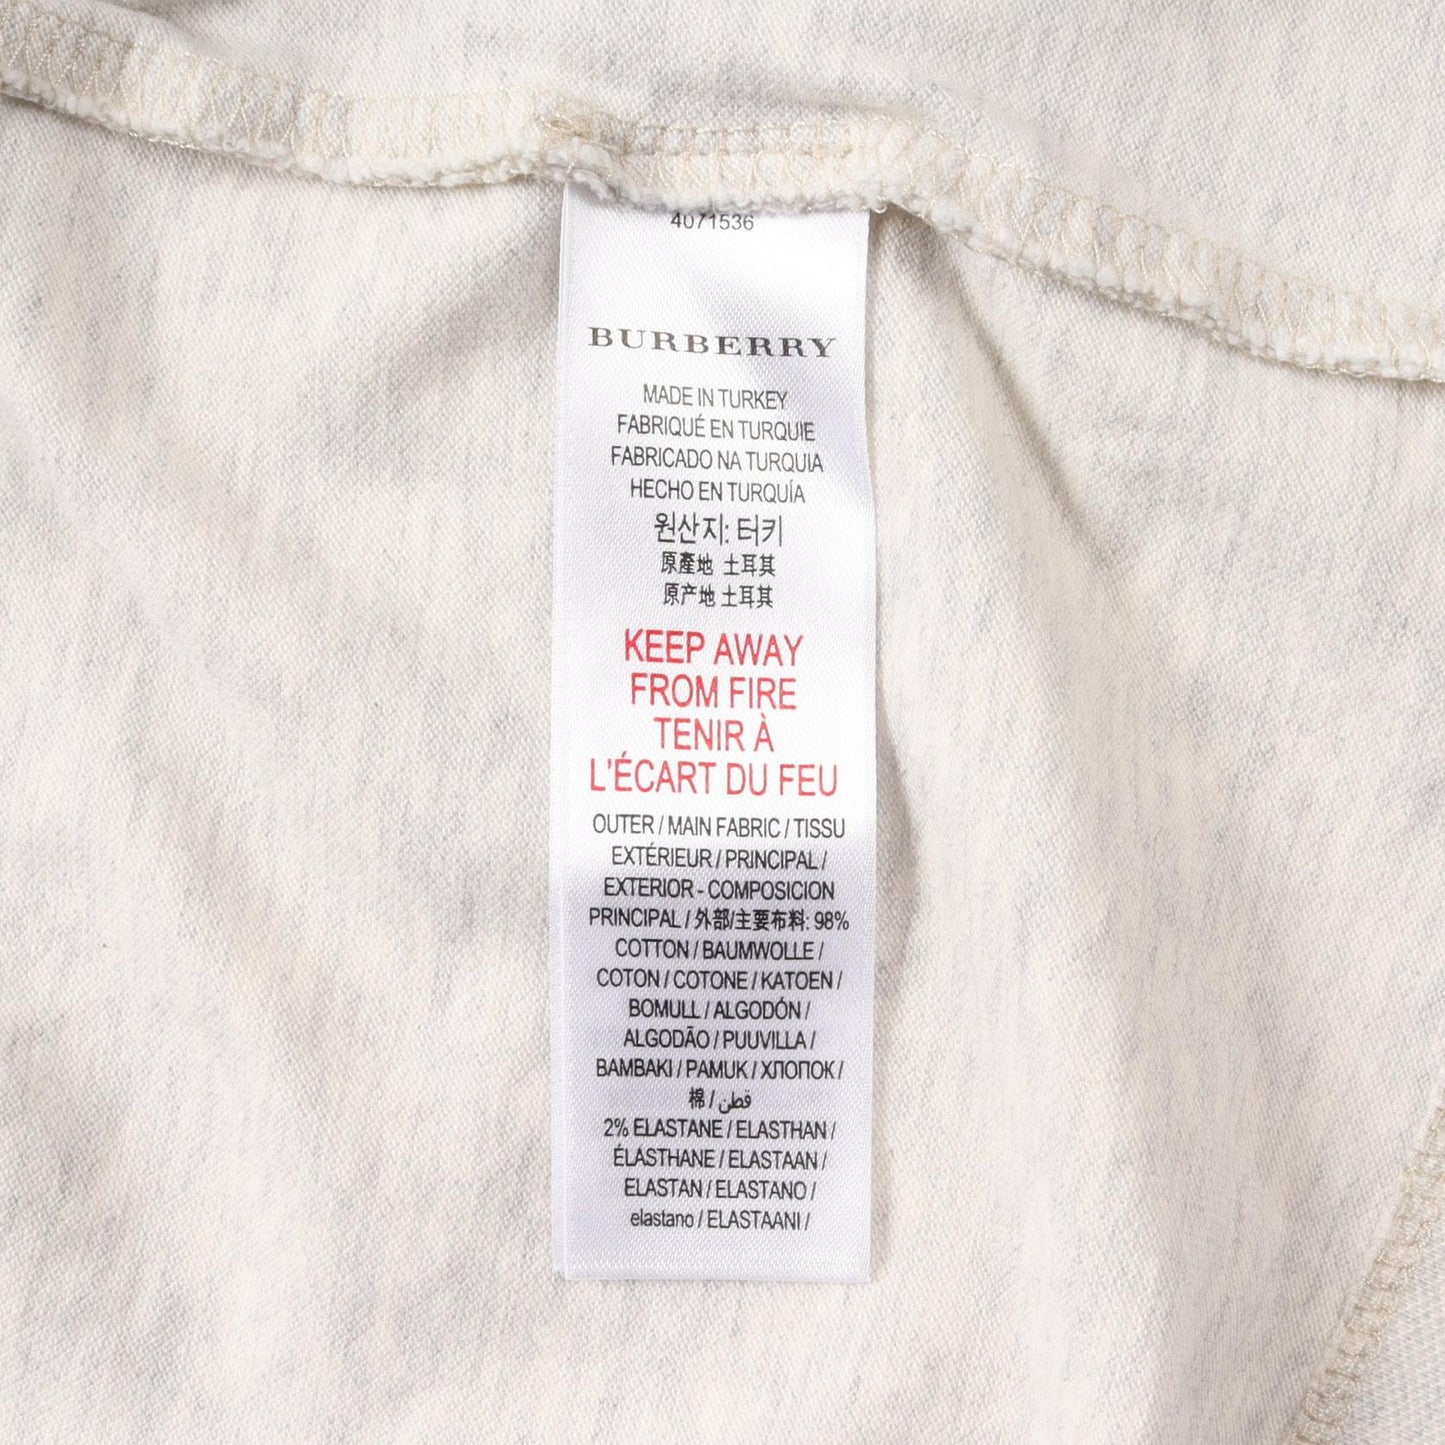 4071536
BURBERRY
MADE IN TURKEY
FABRIQUÉ EN TURQUIE
FABRICADO NA TURQUIA
HECHO EN TURQUÍA
원산지: 터키
原產地 土耳其
原产地 土耳其
KEEP AWAY
FROM FIRE
TENIR À
L'ÉCART DU FEU
OUTER / MAIN FABRIC / TISSU
EXTÉRIEUR / PRINCIPAL /
EXTERIOR - COMPOSICION
PRINCIPAL / 外部/主要布料: 98%
COTTON / BAUMWOLLE /
COTON / COTONE / KATOEN /
BOMULL / ALGODÓN /
ALGODÃO / PUUVILLA /
BAMBAKI / PAMUK / ХЛОПОК /
棉 / قطن
2% ELASTANE / ELASTHAN /
ÉLASTHANE / ELASTAAN /
ELASTAN / ELASTANO /
elastano / ELASTAANI /